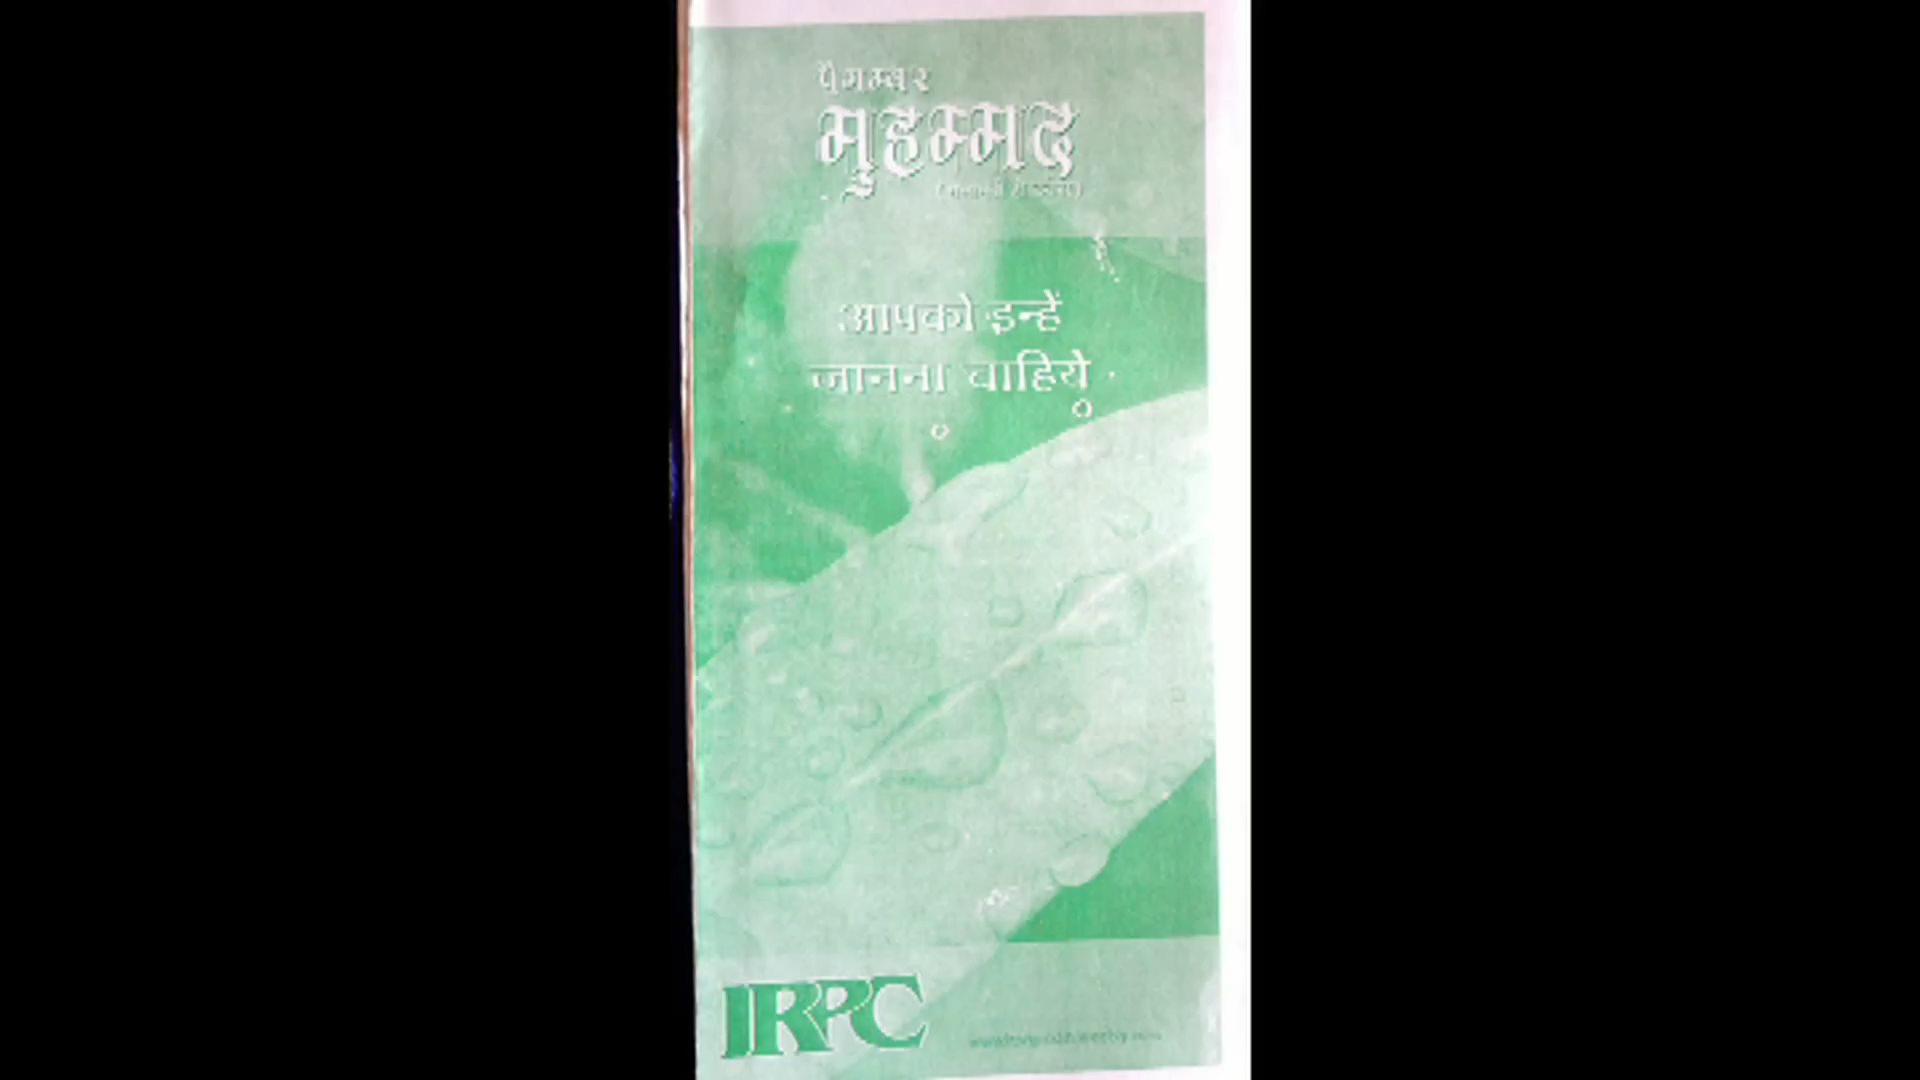 पैगम्बर
मुहम्मद
आपको इन्हें
जानना चाहिये
IRPC